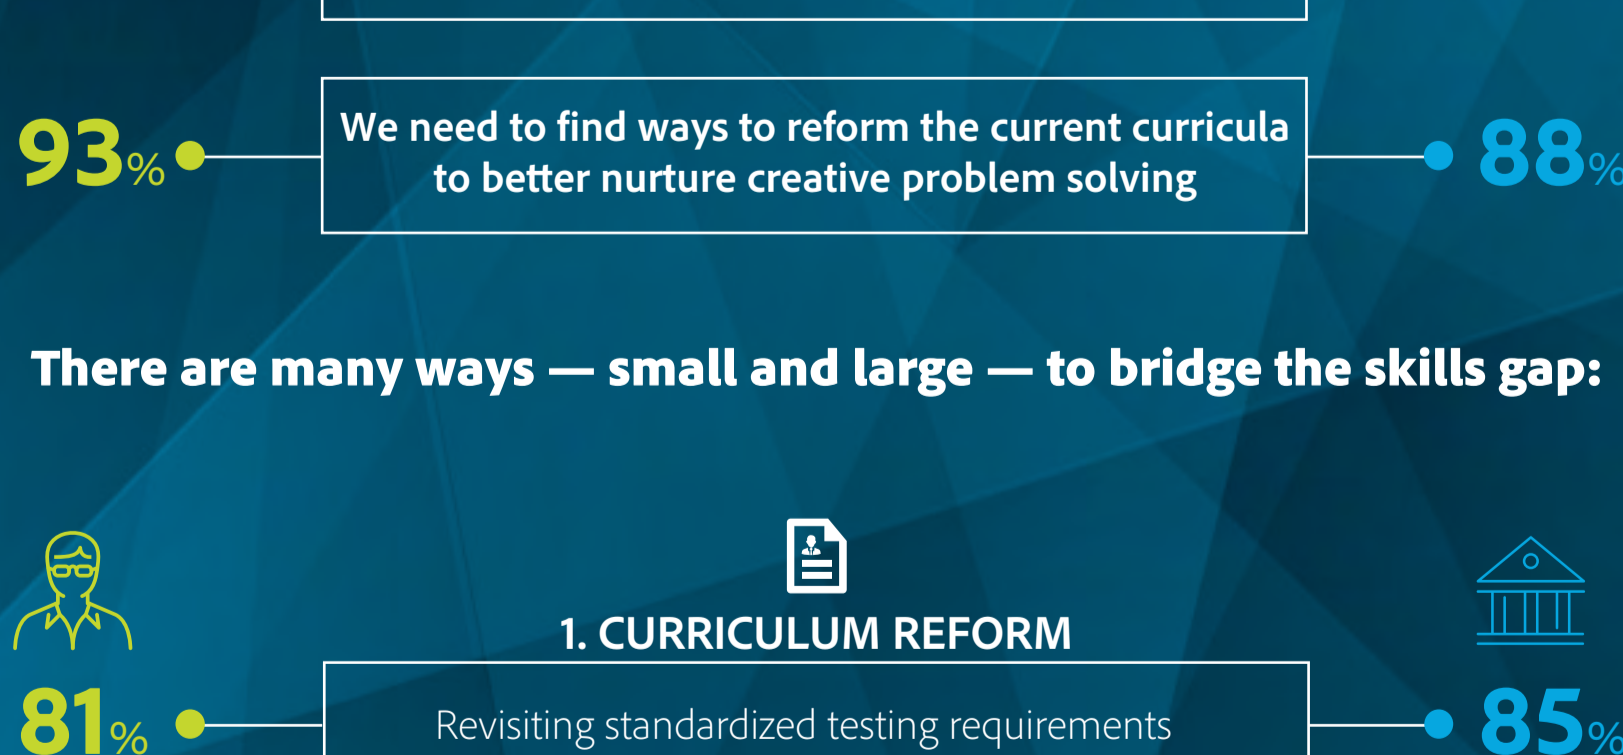 93%
We need to find ways to reform the current curricula
to better nurture creative problem solving
88%
There are many ways — small and large — to bridge the skills gap:
1. CURRICULUM REFORM
81%
Revisiting standardized testing requirements
85%